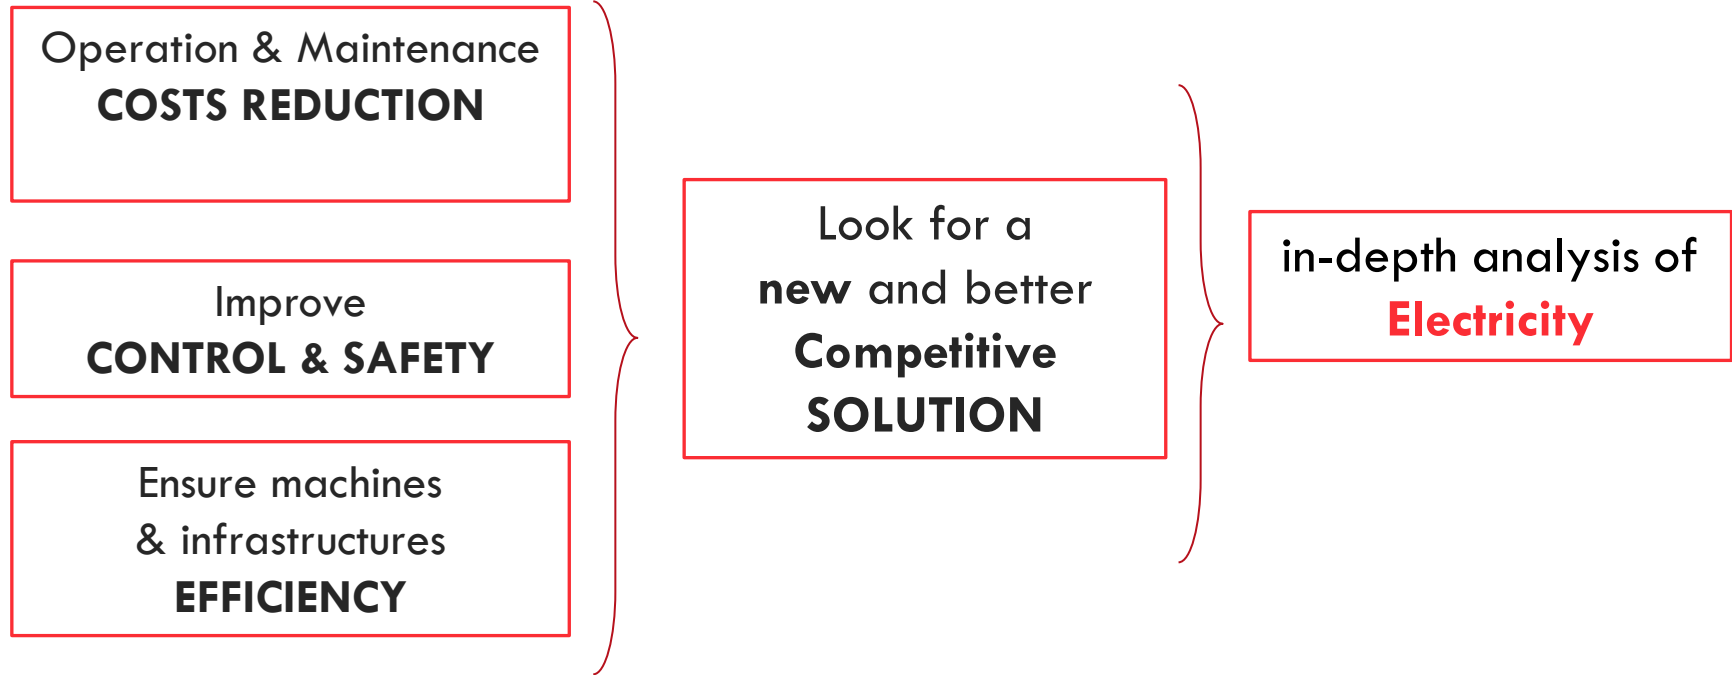 Operation & Maintenance
COSTS REDUCTION
Improve
CONTROL & SAFETY
Ensure machines
& infrastructures
EFFICIENCY
Look for a
new and better
Competitive
SOLUTION
in-depth analysis of
Electricity